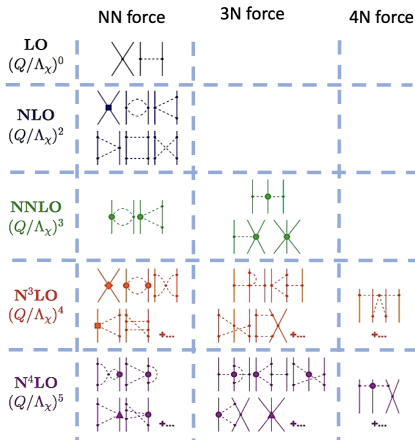 NN force 3N force 4N force
LO
(Q/Λχ)⁰
NLO
(Q/Λχ)²
NNLO
(Q/Λχ)³
N³LO
(Q/Λχ)⁴
+... +... +...
N⁴LO
(Q/Λχ)⁵
+... +... +...